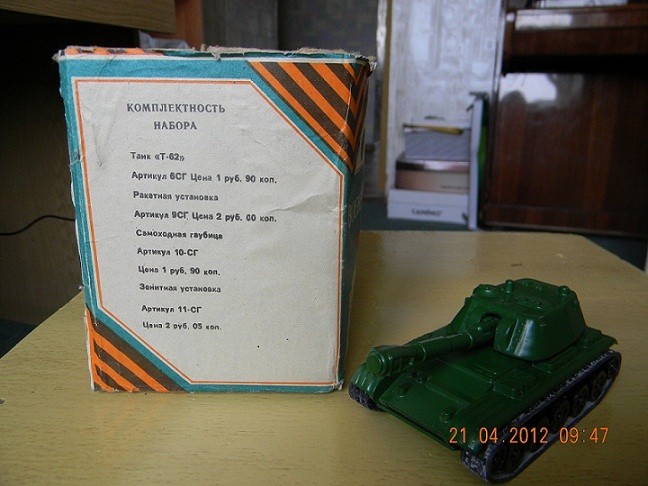 КОМПЛЕКТНОСТЬ
НАБОРА
Танк «Т-62»
Артикул 6СГ Цена 1 руб. 90 коп.
Ракетная установка
Артикул 9СГ Цена 2 руб. 00 коп.
Самоходная гаубица
Артикул 10-СГ
Цена 1 руб. 90 коп.
Зенитная установка
Артикул 11-СГ
Цена 2 руб. 05 коп.
21 04 2012 09:47